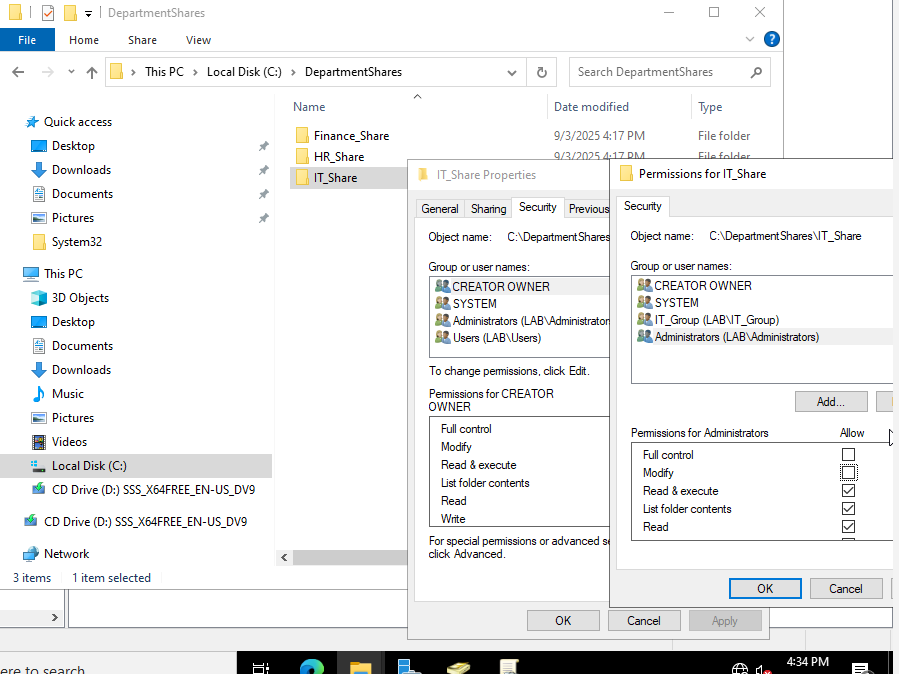 DepartmentShares
File Home Share View
This PC Local Disk (C:) DepartmentShares
Search DepartmentShares
Quick access
Desktop
Downloads
Documents
Pictures
System32
This PC
3D Objects
Desktop
Documents
Downloads
Music
Pictures
Videos
Local Disk (C:)
CD Drive (D:) SSS_X64FREE_EN-US_DV9
CD Drive (D:) SSS_X64FREE_EN-US_DV9
Network
Name Date modified Type
Finance_Share 9/3/2025 4:17 PM File folder
HR_Share 9/3/2025 4:17 PM File folder
IT_Share
3 items 1 item selected
IT_Share Properties
General Sharing Security Previous
Object name: C:\DepartmentShares
Group or user names:
CREATOR OWNER
SYSTEM
Administrators (LAB\Administrator
Users (LAB\Users)
To change permissions, click Edit.
Permissions for CREATOR
OWNER
Full control
Modify
Read & execute
List folder contents
Read
Write
For special permissions or advanced se
click Advanced.
OK Cancel Apply
Permissions for IT_Share
Security
Object name: C:\DepartmentShares\IT_Share
Group or user names:
CREATOR OWNER
SYSTEM
IT_Group (LAB\IT_Group)
Administrators (LAB\Administrators)
Add...
Permissions for Administrators Allow
Full control
Modify
Read & execute
List folder contents
Read
OK Cancel
ere to search
4:34 PM